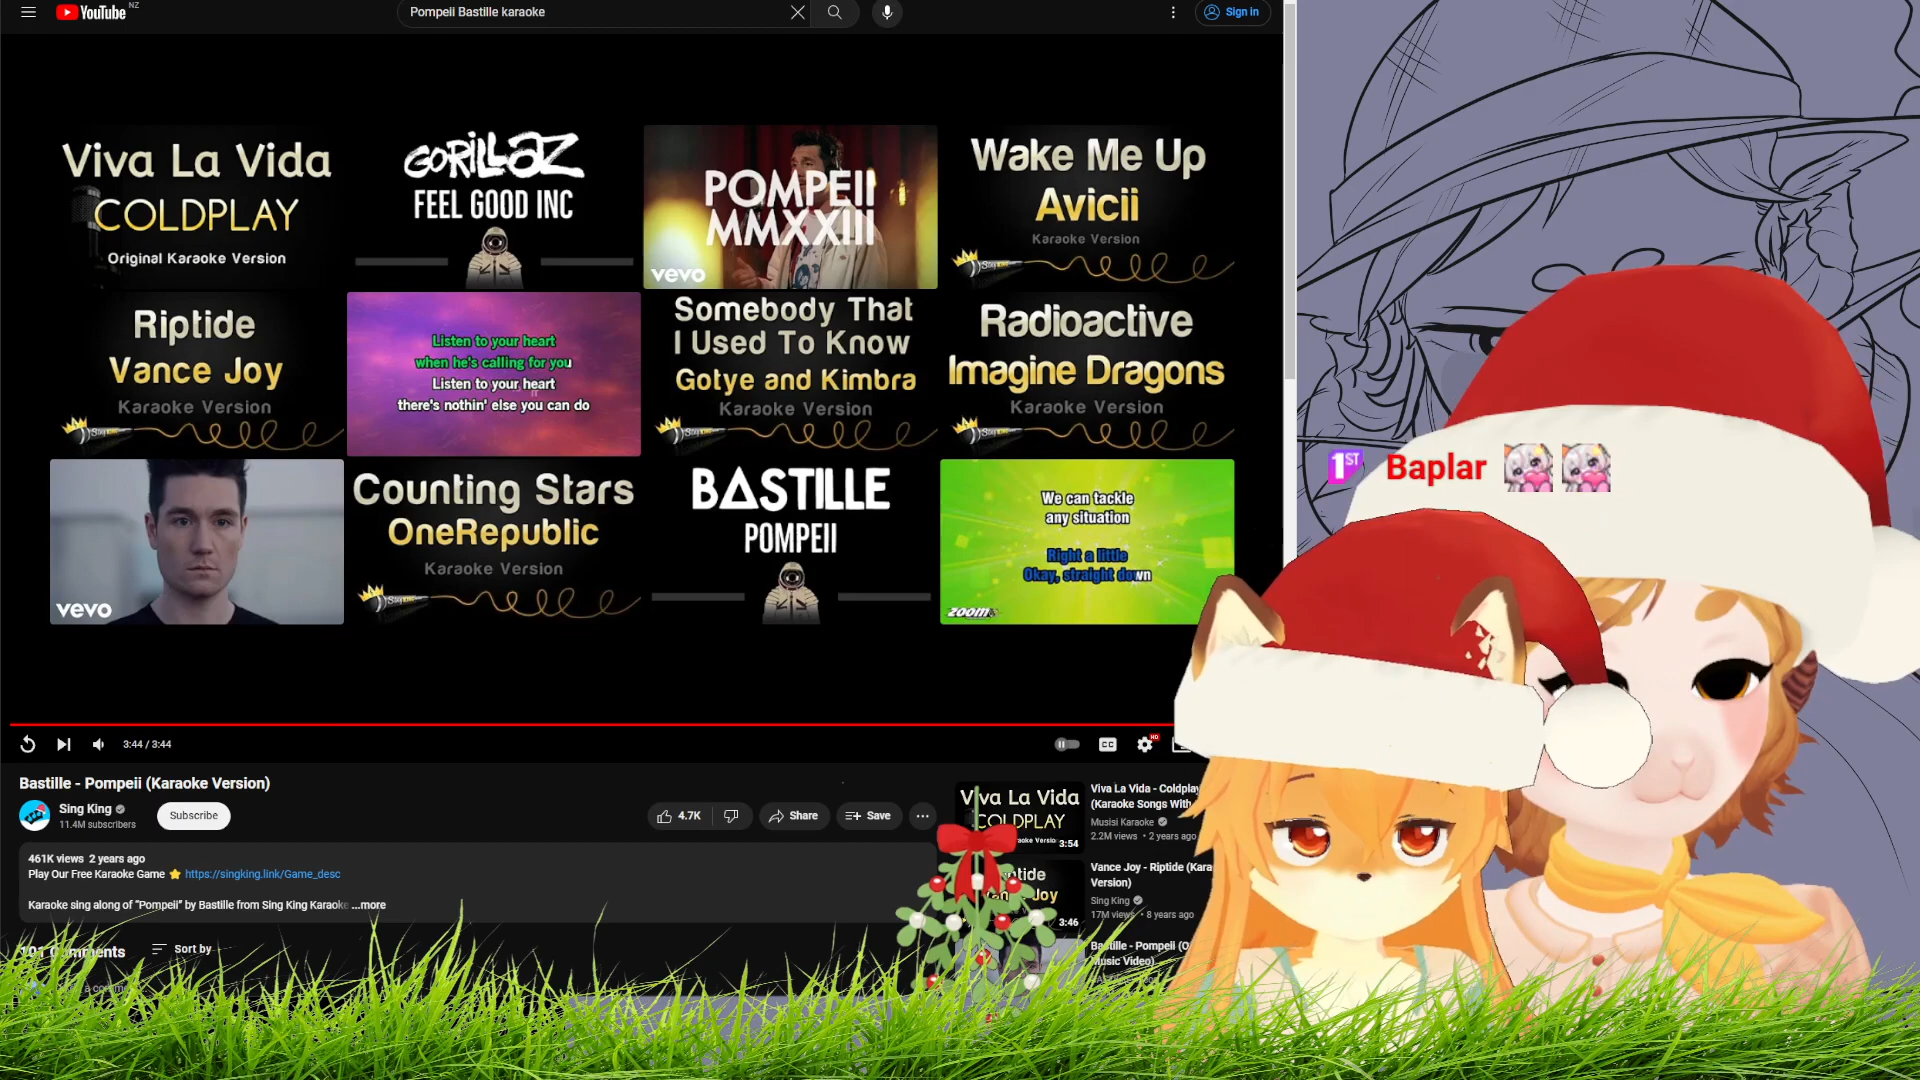 YouTube NZ
Pompeii Bastille karaoke
Sign in
Viva La Vida
COLDPLAY
Original Karaoke Version
GORILLAZ
FEEL GOOD INC
POMPEII
MMXXIII
vevo
Wake Me Up
Avicii
Karaoke Version
Riptide
Vance Joy
Karaoke Version
Listen to your heart
when he's calling for you
Listen to your heart
there's nothin' else you can do
Somebody That
I Used To Know
Gotye and Kimbra
Karaoke Version
Radioactive
Imagine Dragons
Karaoke Version
1ST Baplar
vevo
Counting Stars
OneRepublic
Karaoke Version
BASTILLE
POMPEII
We can tackle
any situation
Right a little
Okay, straight down
zoom
3:44 / 3:44
CC
HD
Bastille - Pompeii (Karaoke Version)
Sing King
11.4M subscribers
Subscribe
4.7K
Share
Save
461K views 2 years ago
Play Our Free Karaoke Game https://singking.link/Game_desc
Karaoke sing along of "Pompeii" by Bastille from Sing King Karaoke ...more
101 Comments
Sort by
Viva La Vida
COLDPLAY
3:54
Viva La Vida - Coldplay
(Karaoke Songs With
Musisi Karaoke
2.2M views • 2 years ago
3:46
Vance Joy - Riptide (Kara
Version)
Sing King
17M views • 8 years ago
Bastille - Pompeii (O
Music Video)